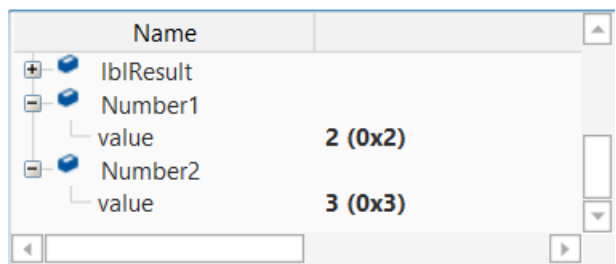 Name
lblResult
Number1
value 2 (0x2)
Number2
value 3 (0x3)